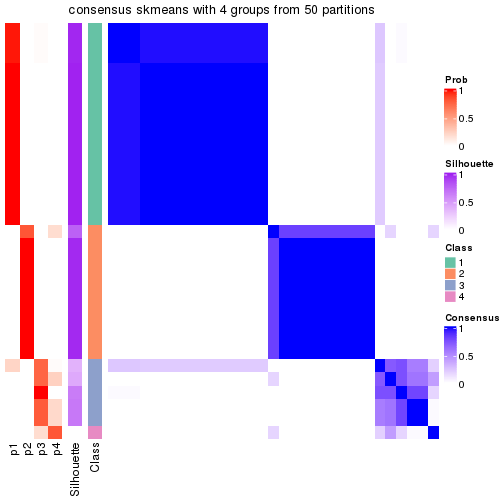 consensus skmeans with 4 groups from 50 partitions
Prob
1
0.5
0
Silhouette
1
0.5
0
Class
1
2
3
4
Consensus
1
0.5
0
p1
p2
p3
p4
Silhouette
Class